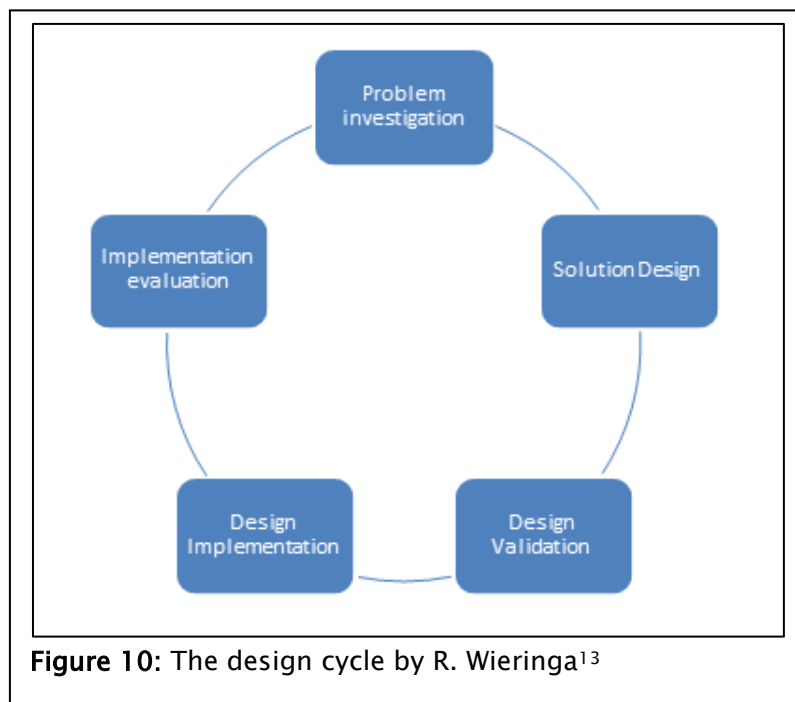 Problem
investigation
Solution Design
Design
Validation
Design
Implementation
Implementation
evaluation
Figure 10: The design cycle by R. Wieringa¹³